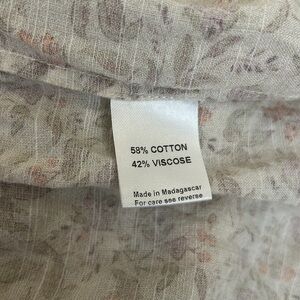 58% COTTON
42% VISCOSE
Made in Madagascar
For care see reverse